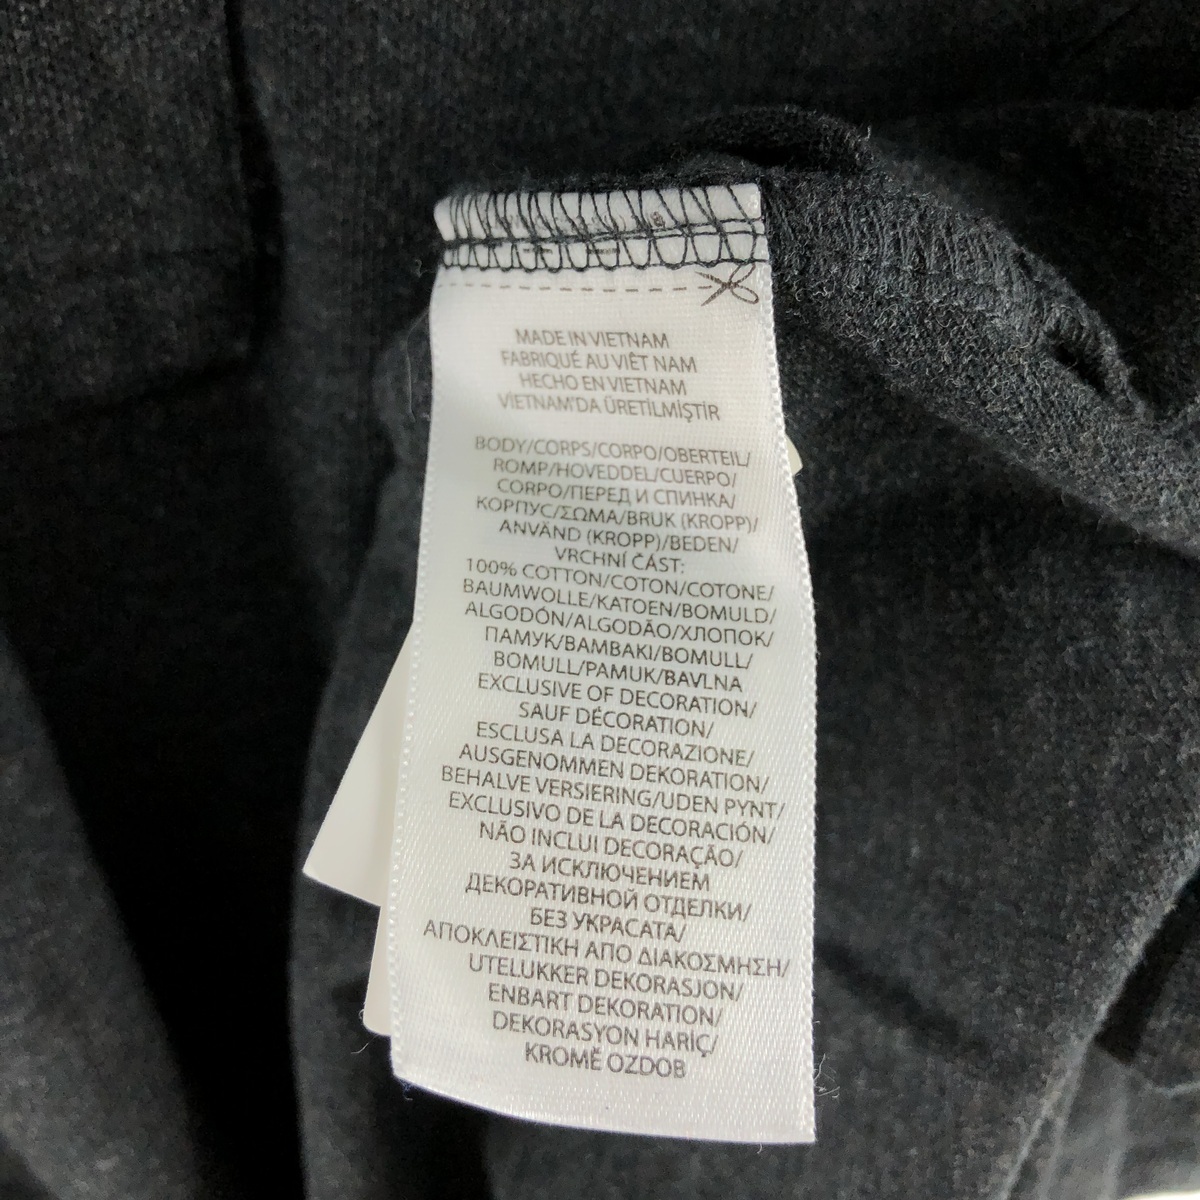 MADE IN VIETNAM
FABRIQUÉ AU VIÊT NAM
HECHO EN VIETNAM
VİETNAM'DA ÜRETİLMİŞTİR
BODY/CORPS/CORPO/OBERTEIL/
ROMP/HOVEDDEL/CUERPO/
CORPO/ПЕРЕД И СПИНКА/
КОРПУС/ΣΩΜΑ/BRUK (KROPP)/
ANVÄND (KROPP)/BEDEN/
VRCHNÍ ČÁST:
100% COTTON/COTON/COTONE/
BAUMWOLLE/KATOEN/BOMULD/
ALGODÓN/ALGODÃO/ХЛОПОК/
ПАМУК/ΒΑΜΒΑΚΙ/BOMULL/
BOMULL/PAMUK/BAVLNA
EXCLUSIVE OF DECORATION/
SAUF DÉCORATION/
ESCLUSA LA DECORAZIONE/
AUSGENOMMEN DEKORATION/
BEHALVE VERSIERING/UDEN PYNT/
EXCLUSIVO DE LA DECORACIÓN/
NÃO INCLUI DECORAÇÃO/
ЗА ИСКЛЮЧЕНИЕМ
ДЕКОРАТИВНОЙ ОТДЕЛКИ/
БЕЗ УКРАСАТА/
ΑΠΟΚΛΕΙΣΤΙΚΗ ΑΠΟ ΔΙΑΚΟΣΜΗΣΗ/
UTELUKKER DEKORASJON/
ENBART DEKORATION/
DEKORASYON HARİÇ/
KROMĚ OZDOB